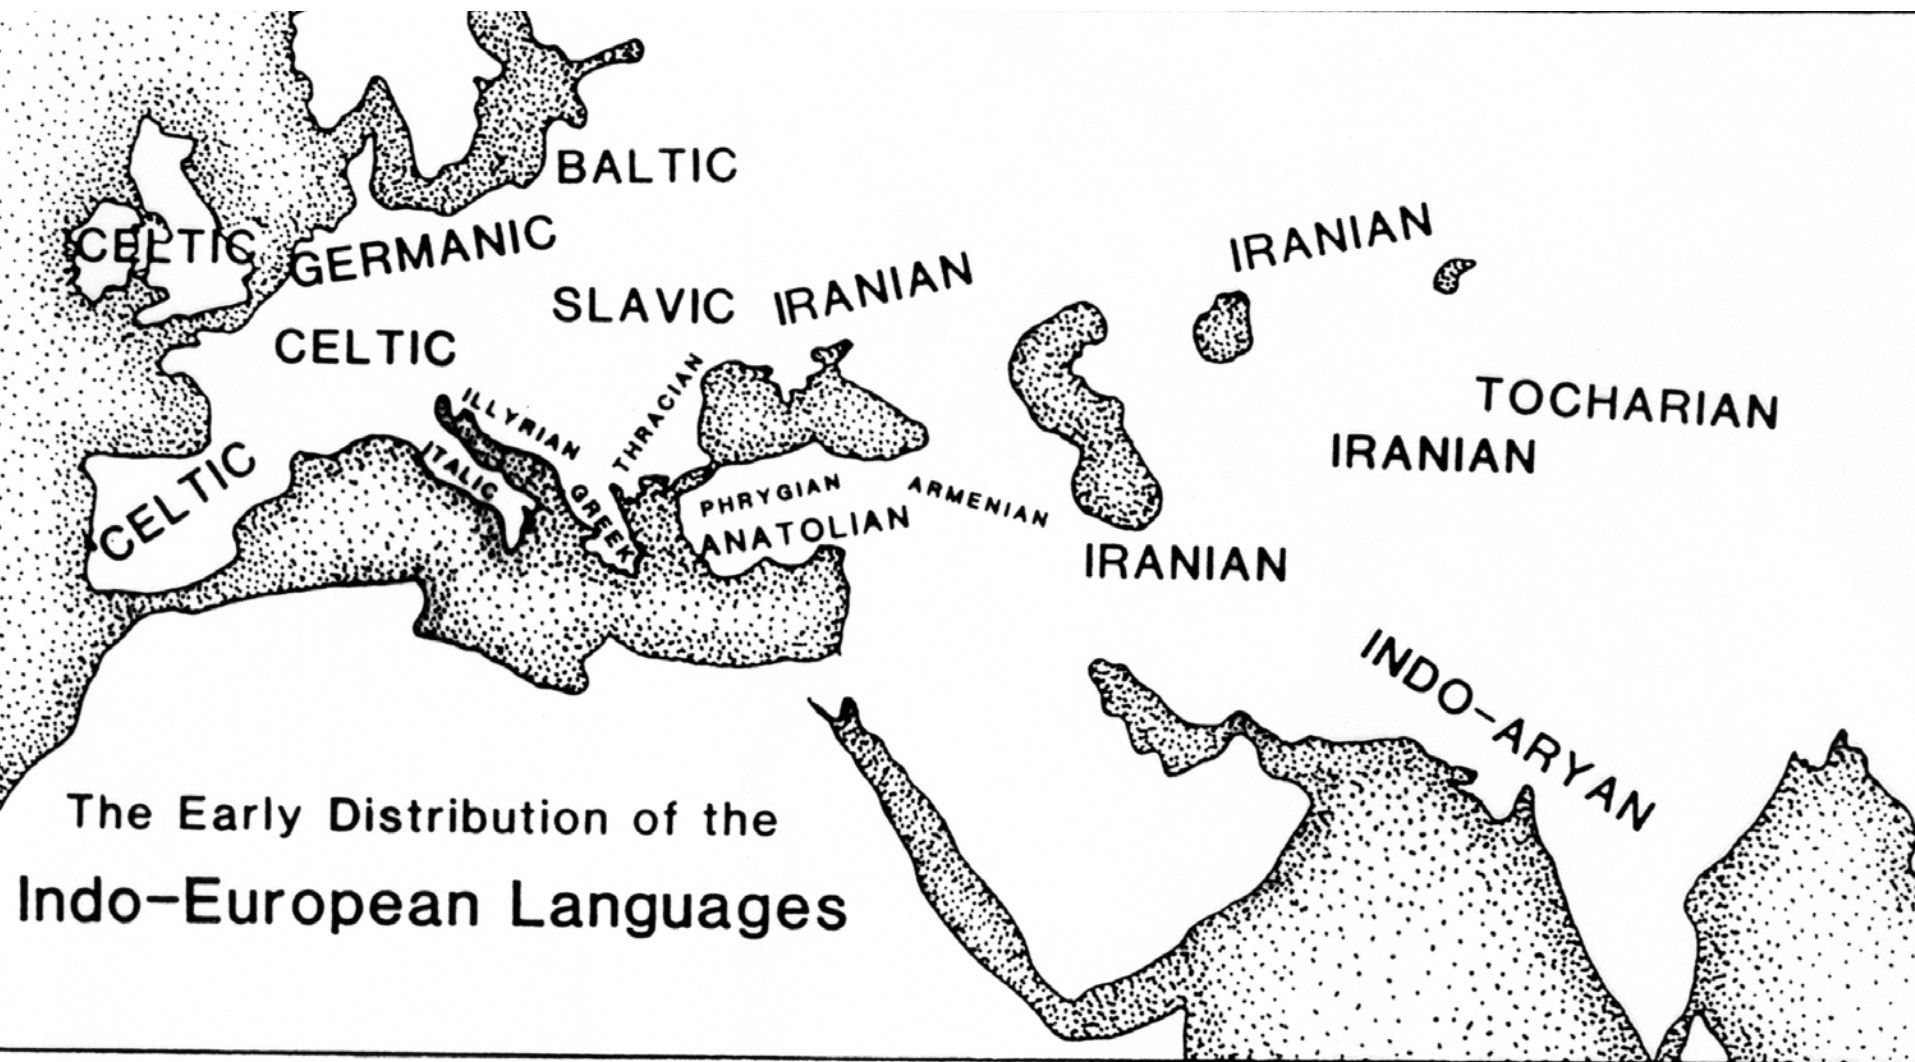 BALTIC
CELTIC
GERMANIC
IRANIAN
SLAVIC
IRANIAN
CELTIC
THRACIAN
ILLYRIAN
TOCHARIAN
IRANIAN
ITALIC
CELTIC
GREEK
PHRYGIAN
ARMENIAN
ANATOLIAN
IRANIAN
INDO-ARYAN
The Early Distribution of the
Indo-European Languages